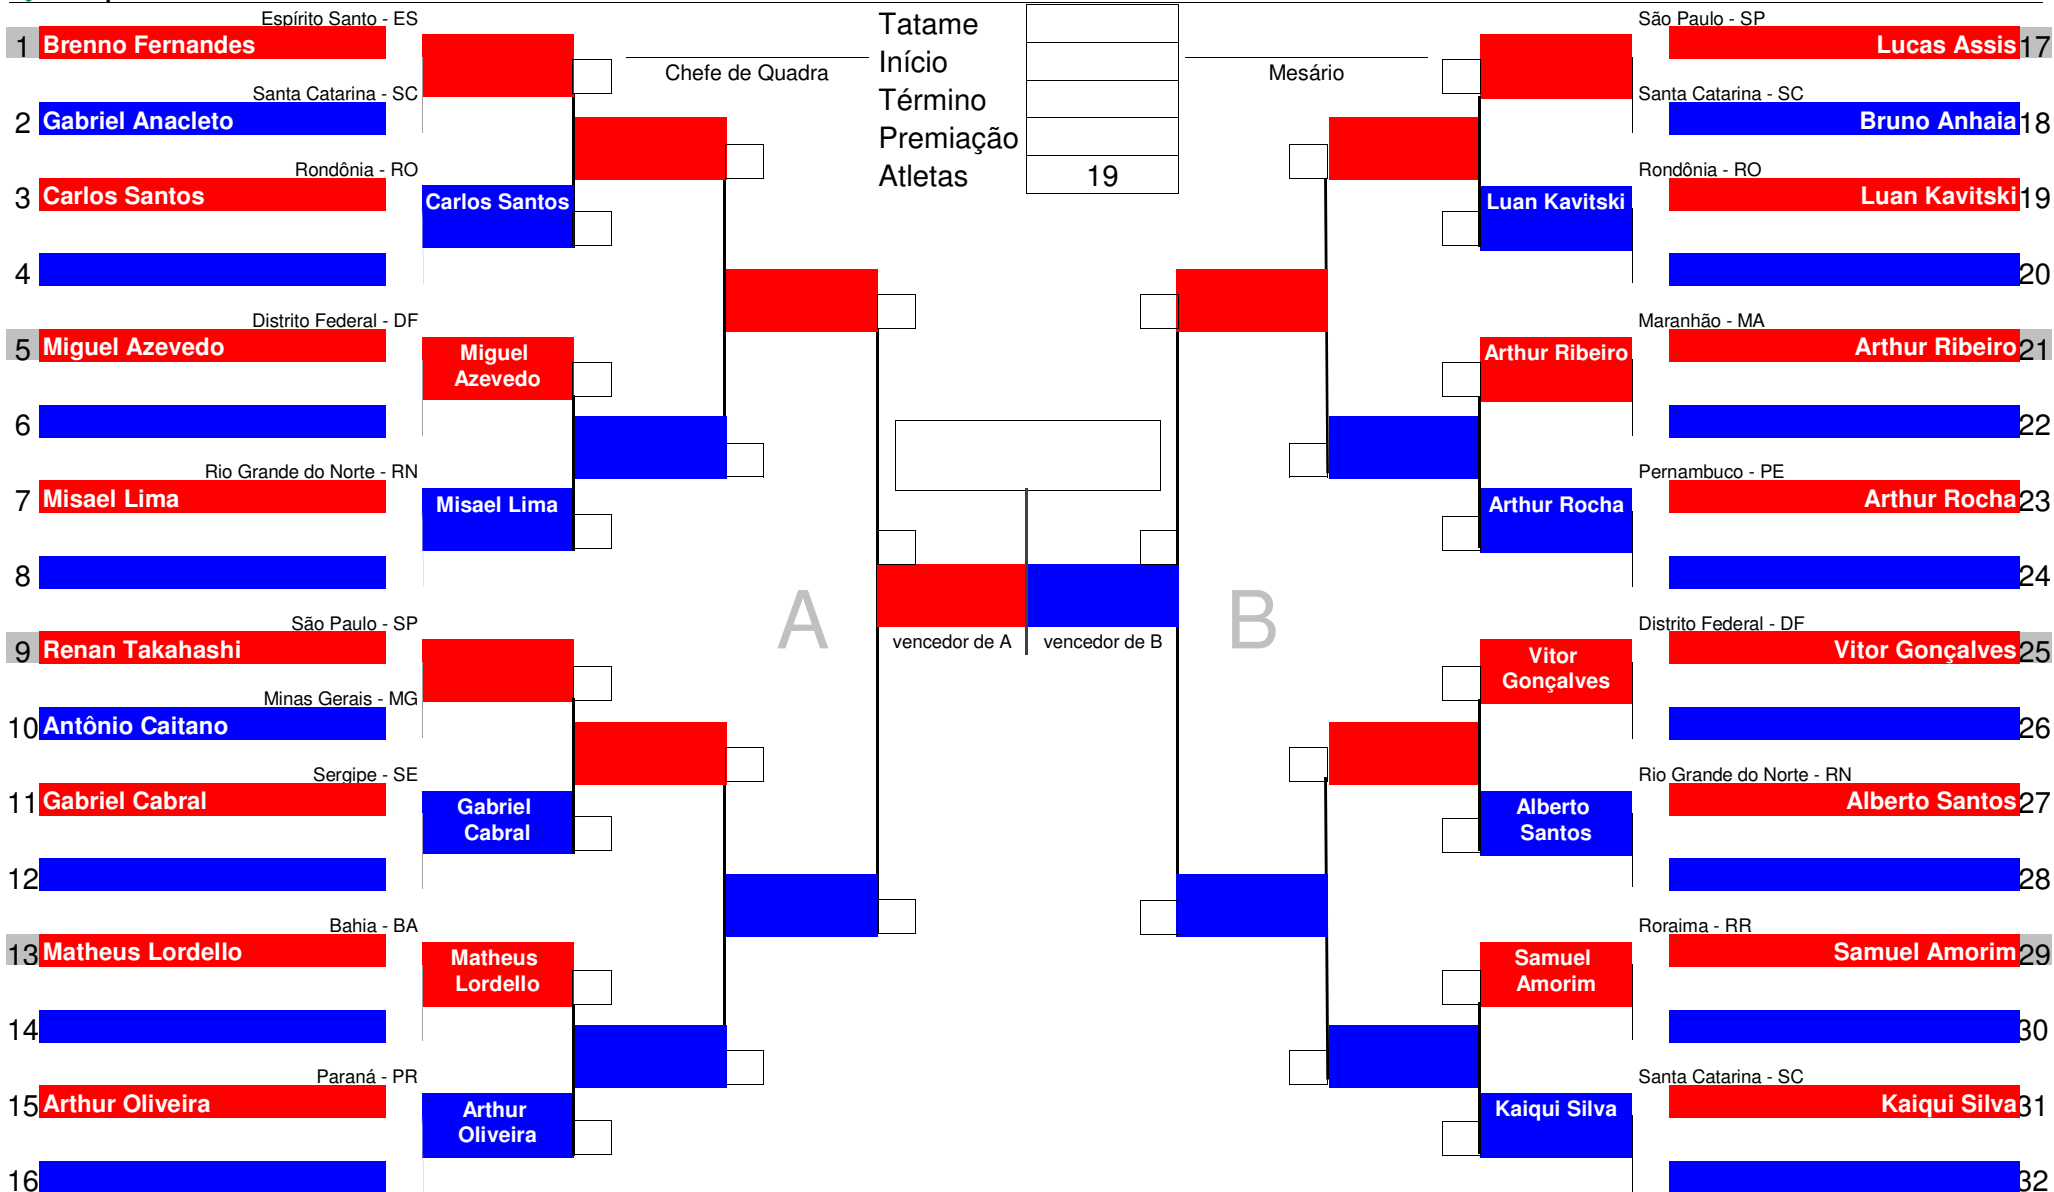 Espírito Santo - ES
1 Brenno Fernandes
Santa Catarina - SC
2 Gabriel Anacleto
Rondônia - RO
3 Carlos Santos
Carlos Santos
4
Distrito Federal - DF
5 Miguel Azevedo
Miguel
Azevedo
6
Rio Grande do Norte - RN
7 Misael Lima
Misael Lima
8
São Paulo - SP
9 Renan Takahashi
Minas Gerais - MG
10 Antônio Caitano
Sergipe - SE
11 Gabriel Cabral
Gabriel
Cabral
12
Bahia - BA
13 Matheus Lordello
Matheus
Lordello
14
Paraná - PR
15 Arthur Oliveira
Arthur
Oliveira
16
Chefe de Quadra
Tatame
Início
Término
Premiação
Atletas 19
Mesário
A
B
vencedor de A
vencedor de B
São Paulo - SP
Lucas Assis 17
Santa Catarina - SC
Bruno Anhaia 18
Rondônia - RO
Luan Kavitski 19
Luan Kavitski
20
Maranhão - MA
Arthur Ribeiro 21
Arthur Ribeiro
22
Pernambuco - PE
Arthur Rocha 23
Arthur Rocha
24
Distrito Federal - DF
Vitor Gonçalves 25
Vitor
Gonçalves
26
Rio Grande do Norte - RN
Alberto Santos 27
Alberto
Santos
28
Roraima - RR
Samuel Amorim 29
Samuel
Amorim
30
Santa Catarina - SC
Kaiqui Silva 31
Kaiqui Silva
32